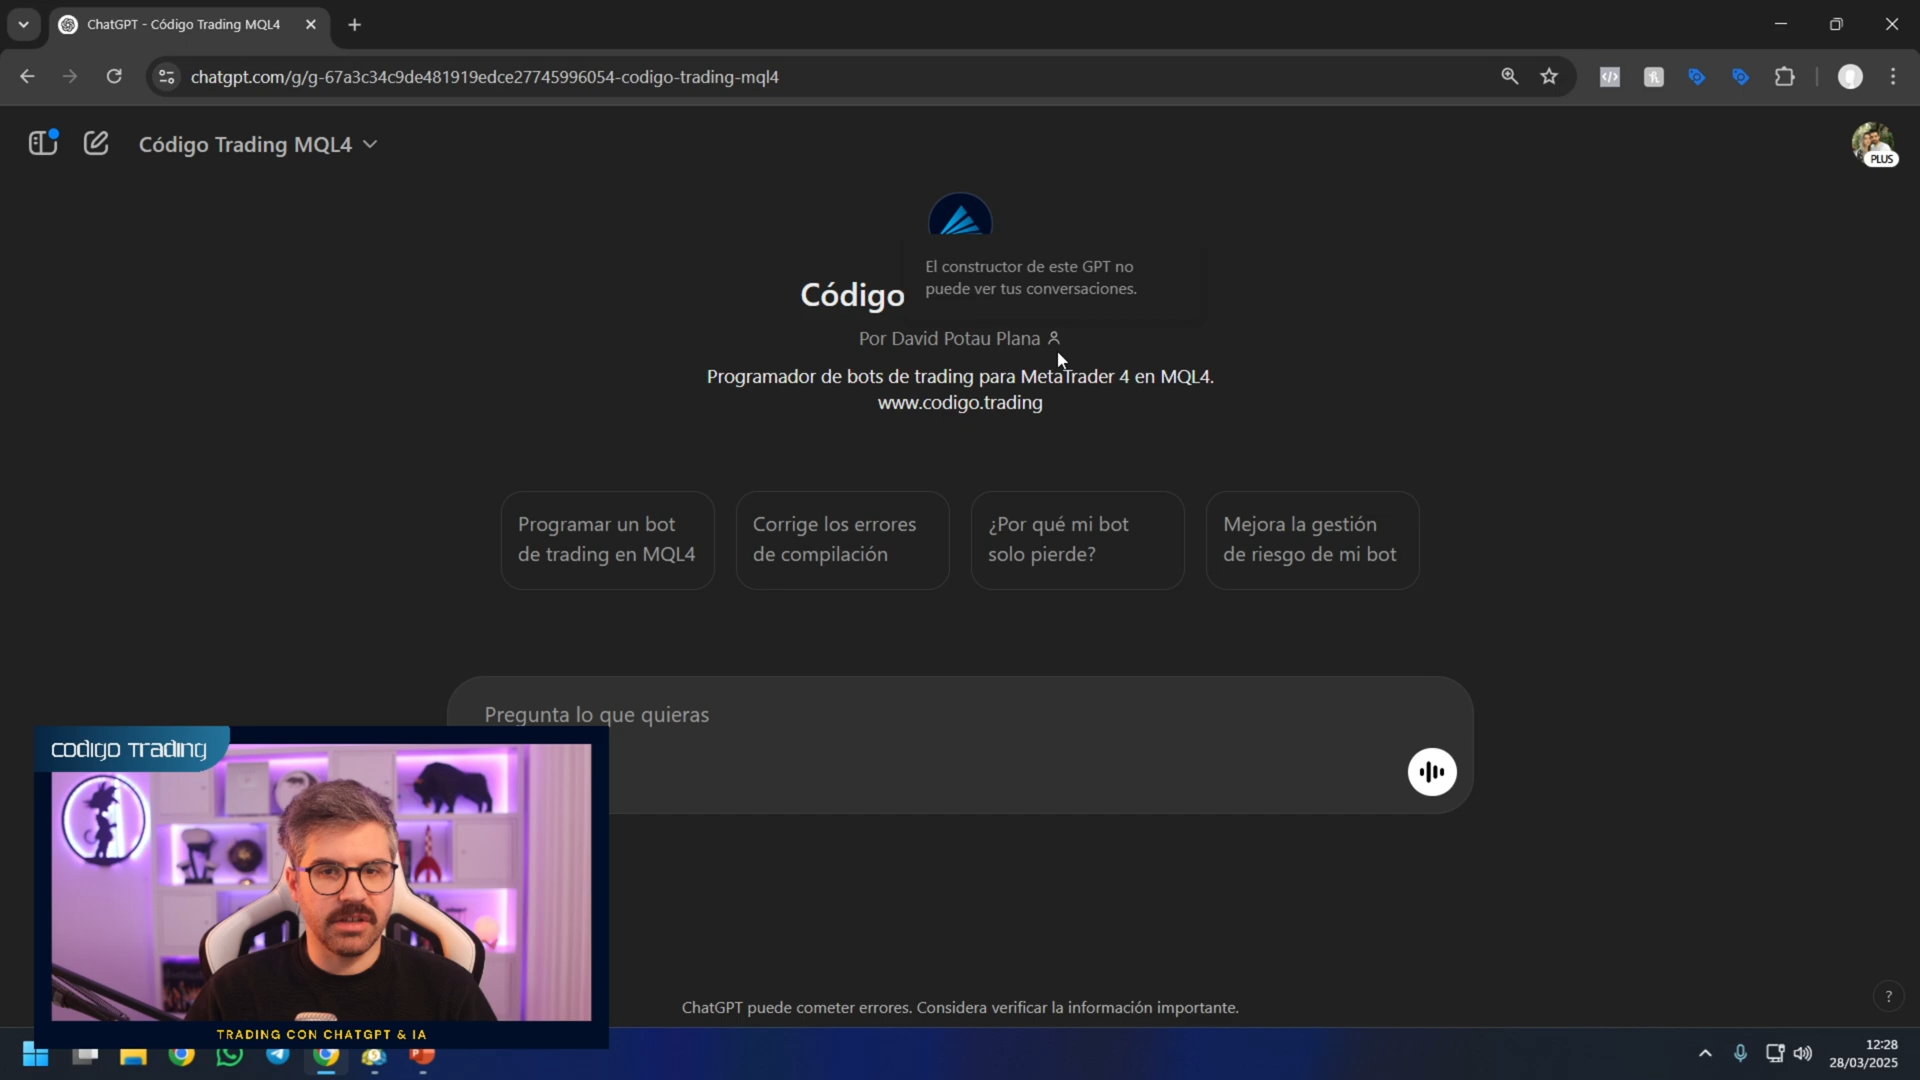 ChatGPT - Código Trading MQL4
chatgpt.com/g/g-67a3c34c9de481919edce27745996054-codigo-trading-mql4
Código Trading MQL4
PLUS
El constructor de este GPT no
puede ver tus conversaciones.
Código
Por David Potau Plana
Programador de bots de trading para MetaTrader 4 en MQL4.
www.codigo.trading
Programar un bot
de trading en MQL4
Corrige los errores
de compilación
¿Por qué mi bot
solo pierde?
Mejora la gestión
de riesgo de mi bot
Pregunta lo que quieras
codigo Trading
TRADING CON CHATGPT & IA
ChatGPT puede cometer errores. Considera verificar la información importante.
?
12:28
28/03/2025